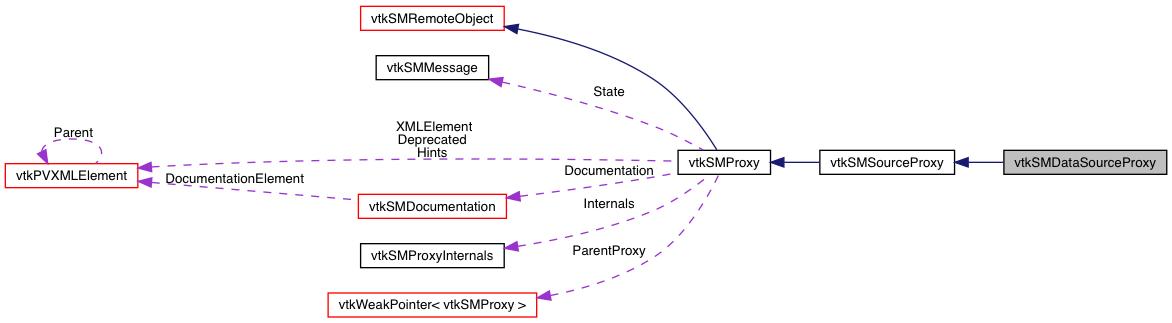 vtkSMRemoteObject
vtkSMMessage
State
XMLElement
Deprecated
Hints
Parent
vtkPVXMLElement
DocumentationElement
Documentation
vtkSMProxy
vtkSMSourceProxy
vtkSMDataSourceProxy
vtkSMDocumentation
Internals
vtkSMProxyInternals
ParentProxy
vtkWeakPointer< vtkSMProxy >